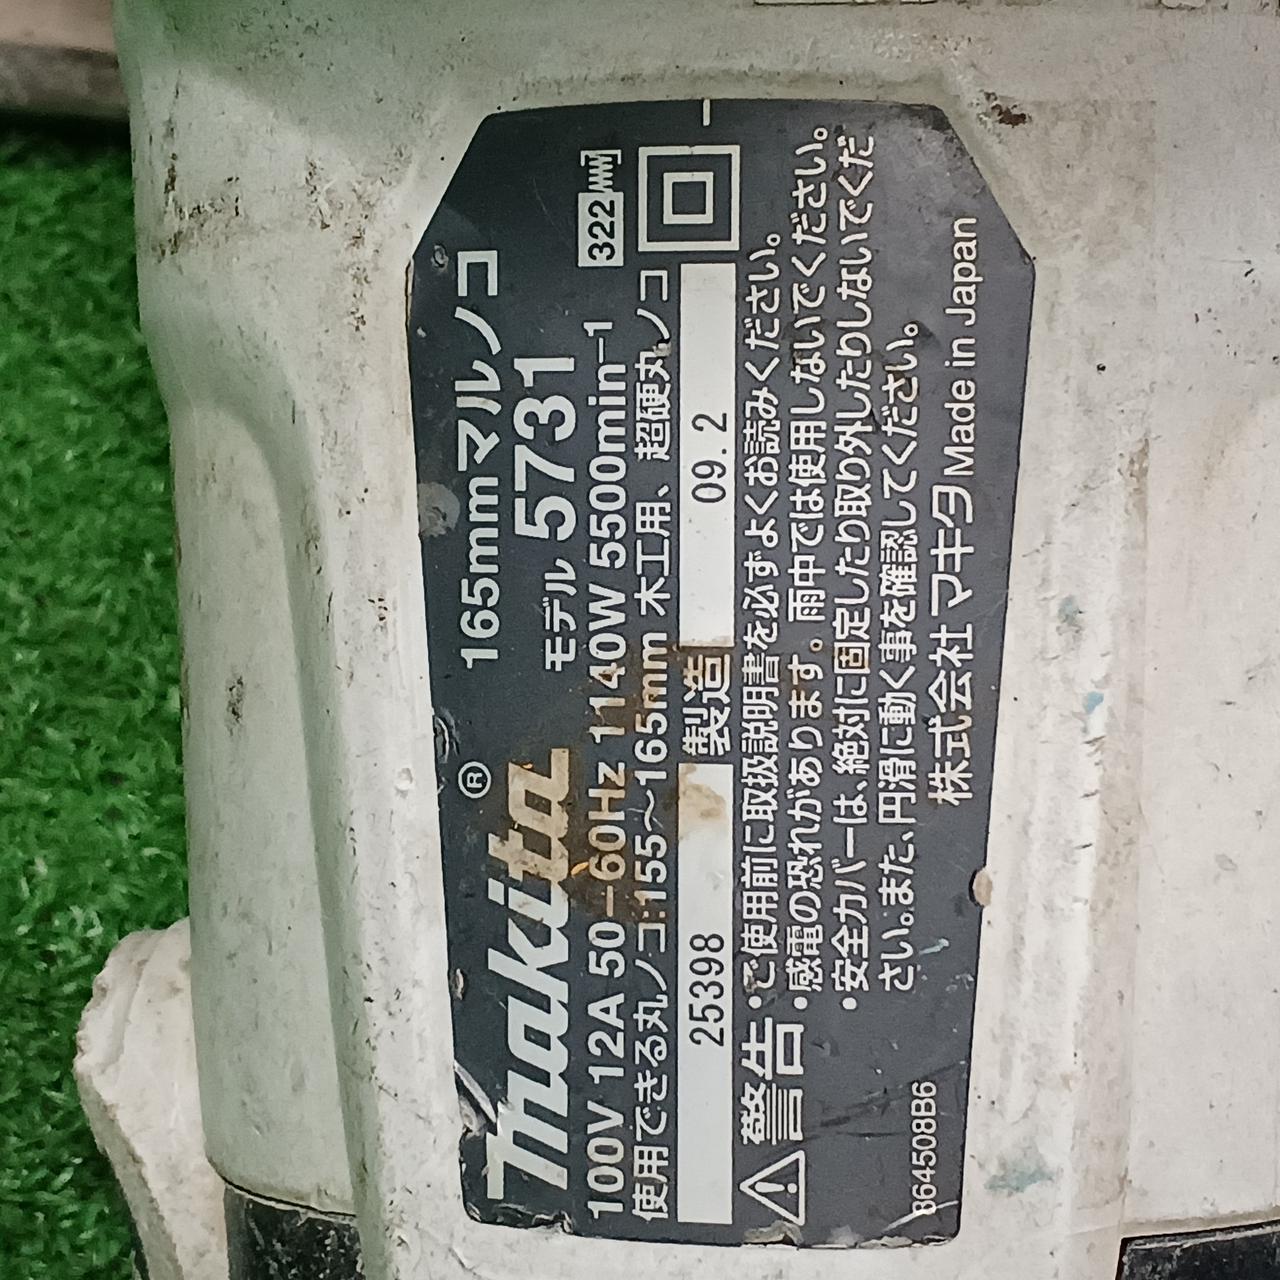 makita® 165mmマルノコ
モデル 5731
100V 12A 50－60Hz 1140W 5500min－1 322
使用できる丸ノコ:155～165mm 木工用、超硬丸ノコ
25398 製造 09.2
警告 •ご使用前に取扱説明書を必ずよくお読みください。
感電の恐れがあります。雨中では使用しないでください。
•安全カバーは、絶対に固定したり取り外したりしないでくだ
さい。また、円滑に動く事を確認してください。
864508B6 株式会社マキタ Made in Japan